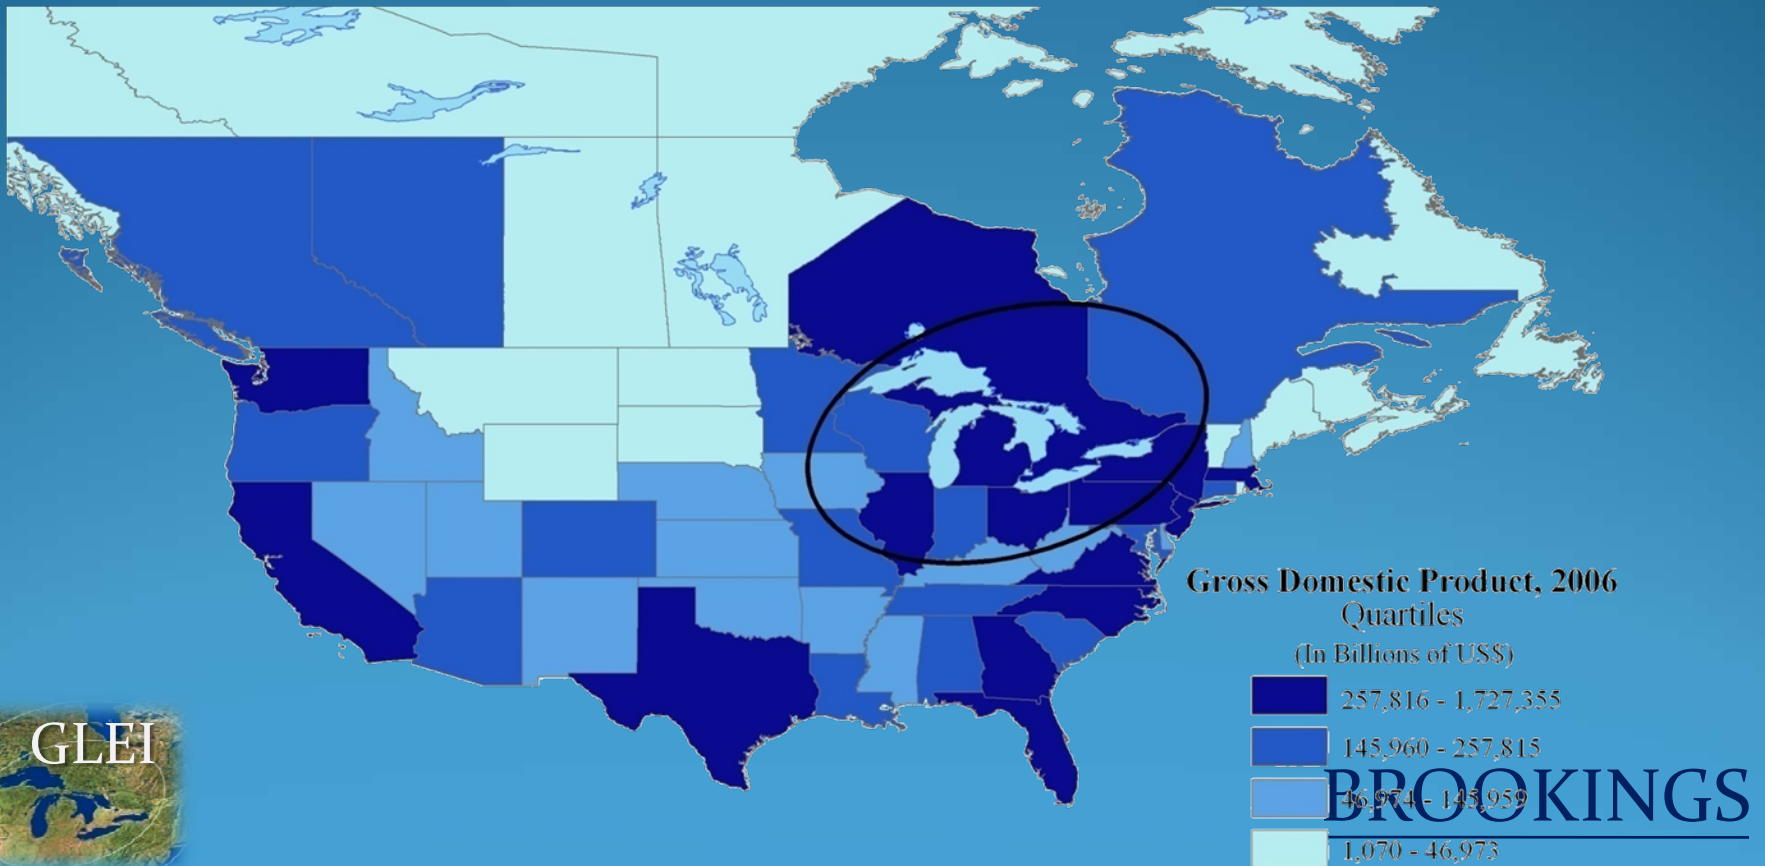 Gross Domestic Product, 2006
Quartiles
(In Billions of US$)
257,816 - 1,727,355
145,960 - 257,815
46,974 - 145,959
1,070 - 46,973
BROOKINGS
GLEI